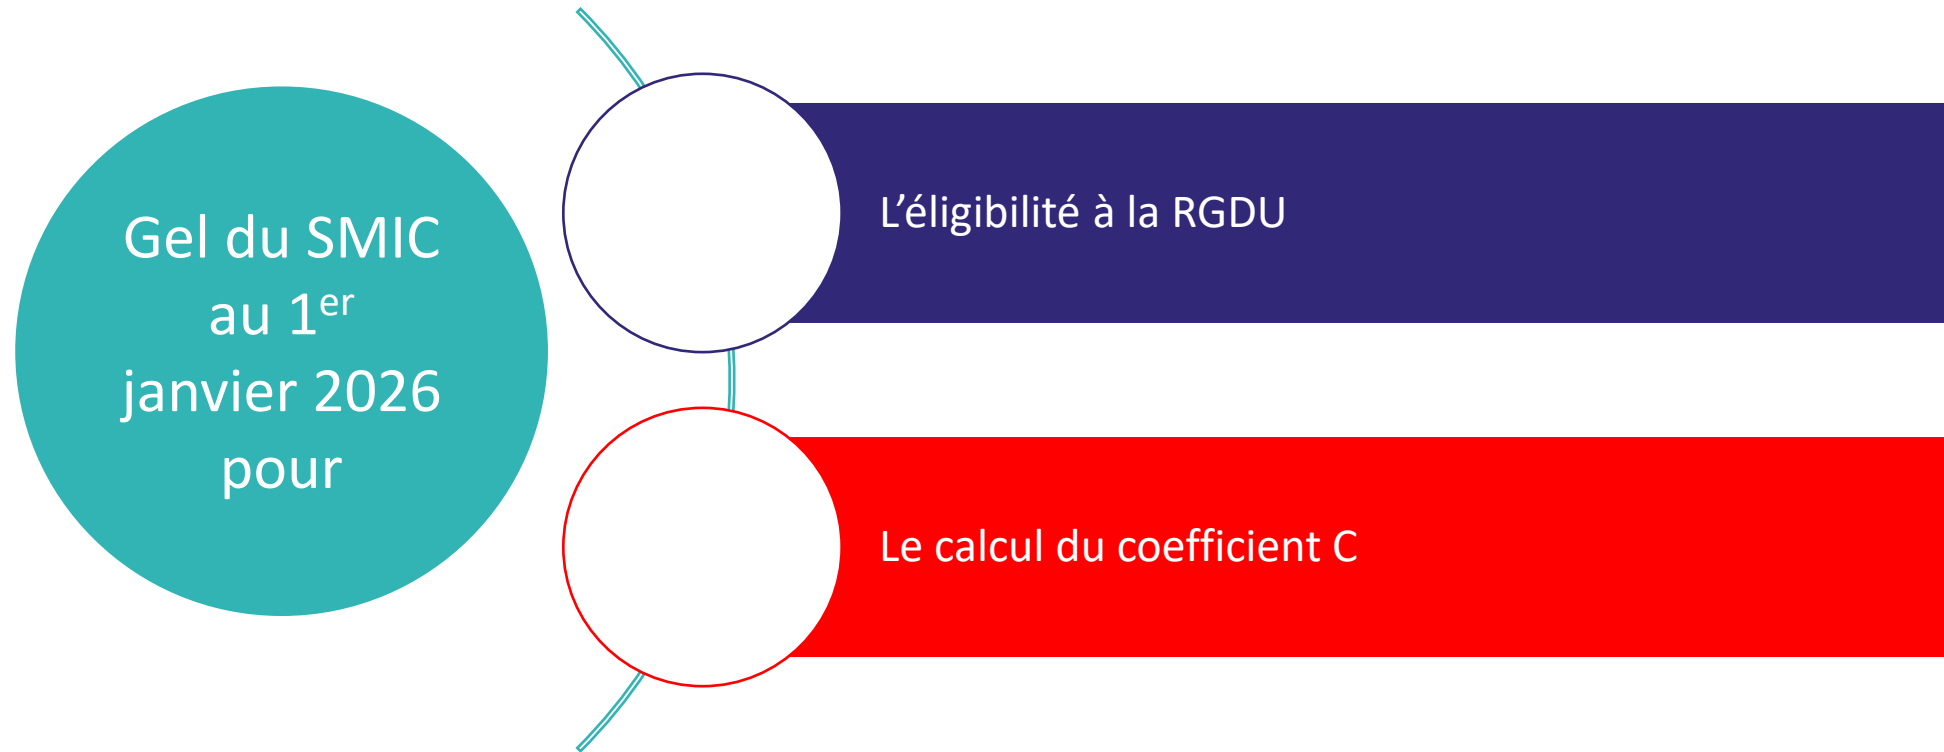 Gel du SMIC
au 1er
janvier 2026
pour
L’éligibilité à la RGDU
Le calcul du coefficient C